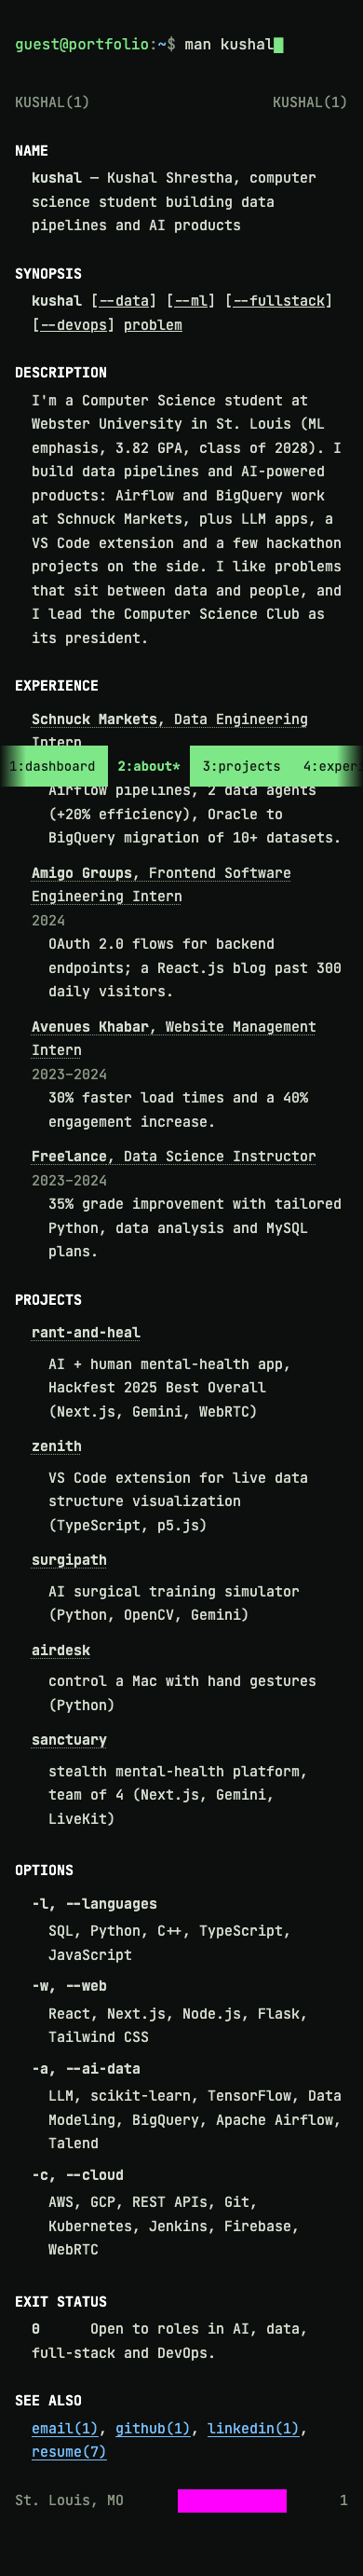 guest@portfolio:~$ man kushal
KUSHAL(1) KUSHAL(1)
NAME
kushal — Kushal Shrestha, computer
science student building data
pipelines and AI products
SYNOPSIS
kushal [--data] [--ml] [--fullstack]
[--devops] problem
DESCRIPTION
I'm a Computer Science student at
Webster University in St. Louis (ML
emphasis, 3.82 GPA, class of 2028). I
build data pipelines and AI-powered
products: Airflow and BigQuery work
at Schnuck Markets, plus LLM apps, a
VS Code extension and a few hackathon
projects on the side. I like problems
that sit between data and people, and
I lead the Computer Science Club as
its president.
EXPERIENCE
Schnuck Markets, Data Engineering
Intern
1:dashboard 2:about* 3:projects
Airflow pipelines, 2 data agents
(+20% efficiency), Oracle to
BigQuery migration of 10+ datasets.
Amigo Groups, Frontend Software
Engineering Intern
2024
OAuth 2.0 flows for backend
endpoints; a React.js blog past 300
daily visitors.
Avenues Khabar, Website Management
Intern
2023–2024
30% faster load times and a 40%
engagement increase.
Freelance, Data Science Instructor
2023–2024
35% grade improvement with tailored
Python, data analysis and MySQL
plans.
PROJECTS
rant-and-heal
AI + human mental-health app,
Hackfest 2025 Best Overall
(Next.js, Gemini, WebRTC)
zenith
VS Code extension for live data
structure visualization
(TypeScript, p5.js)
surgipath
AI surgical training simulator
(Python, OpenCV, Gemini)
airdesk
control a Mac with hand gestures
(Python)
sanctuary
stealth mental-health platform,
team of 4 (Next.js, Gemini,
LiveKit)
OPTIONS
-l, --languages
SQL, Python, C++, TypeScript,
JavaScript
-w, --web
React, Next.js, Node.js, Flask,
Tailwind CSS
-a, --ai-data
LLM, scikit-learn, TensorFlow, Data
Modeling, BigQuery, Apache Airflow,
Talend
-c, --cloud
AWS, GCP, REST APIs, Git,
Kubernetes, Jenkins, Firebase,
WebRTC
EXIT STATUS
0 Open to roles in AI, data,
full-stack and DevOps.
SEE ALSO
email(1), github(1), linkedin(1),
resume(7)
St. Louis, MO 1